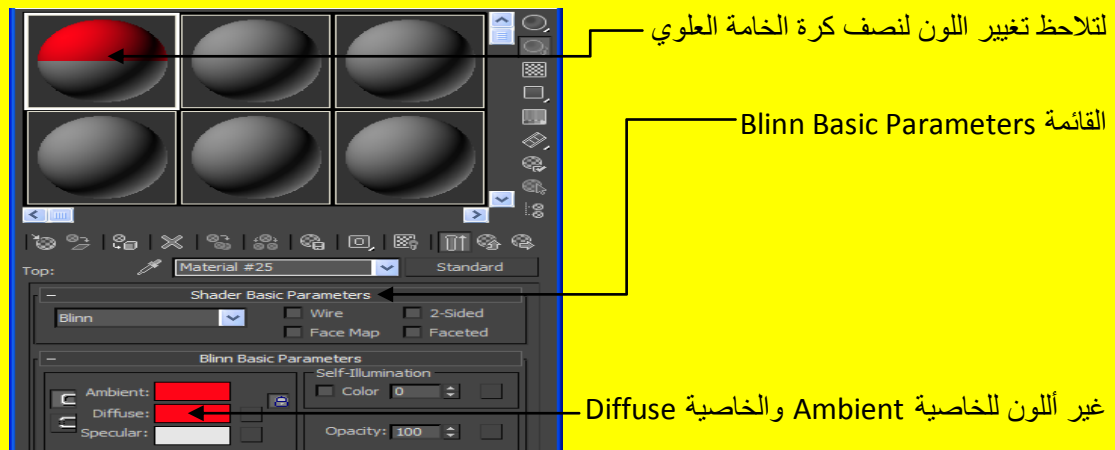 لتلاحظ تغيير اللون لنصف كرة الخامة العلوي
القائمة Blinn Basic Parameters
Top: Material #25 Standard
Shader Basic Parameters
Blinn Wire 2-Sided
Face Map Faceted
Blinn Basic Parameters
Self-Illumination
Ambient: Color 0
Diffuse:
غير أللون للخاصية Ambient والخاصية Diffuse
Specular: Opacity: 100